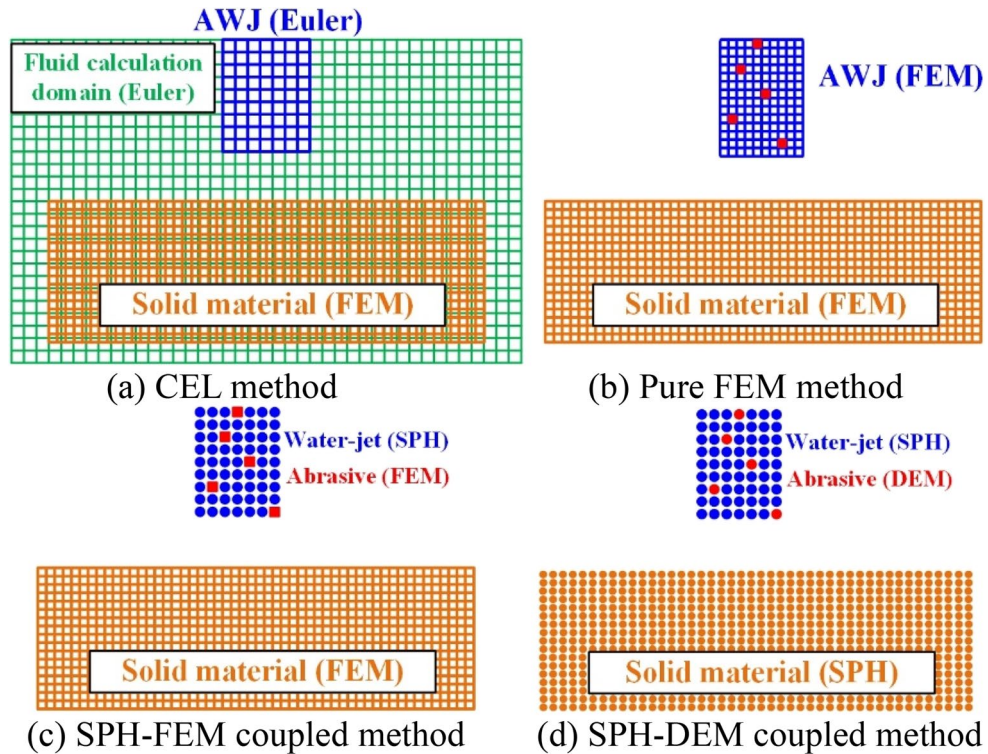 AWJ (Euler)
Fluid calculation
domain (Euler)
Solid material (FEM)
(a) CEL method
AWJ (FEM)
Solid material (FEM)
(b) Pure FEM method
Water-jet (SPH)
Abrasive (FEM)
Solid material (FEM)
(c) SPH-FEM coupled method
Water-jet (SPH)
Abrasive (DEM)
Solid material (SPH)
(d) SPH-DEM coupled method